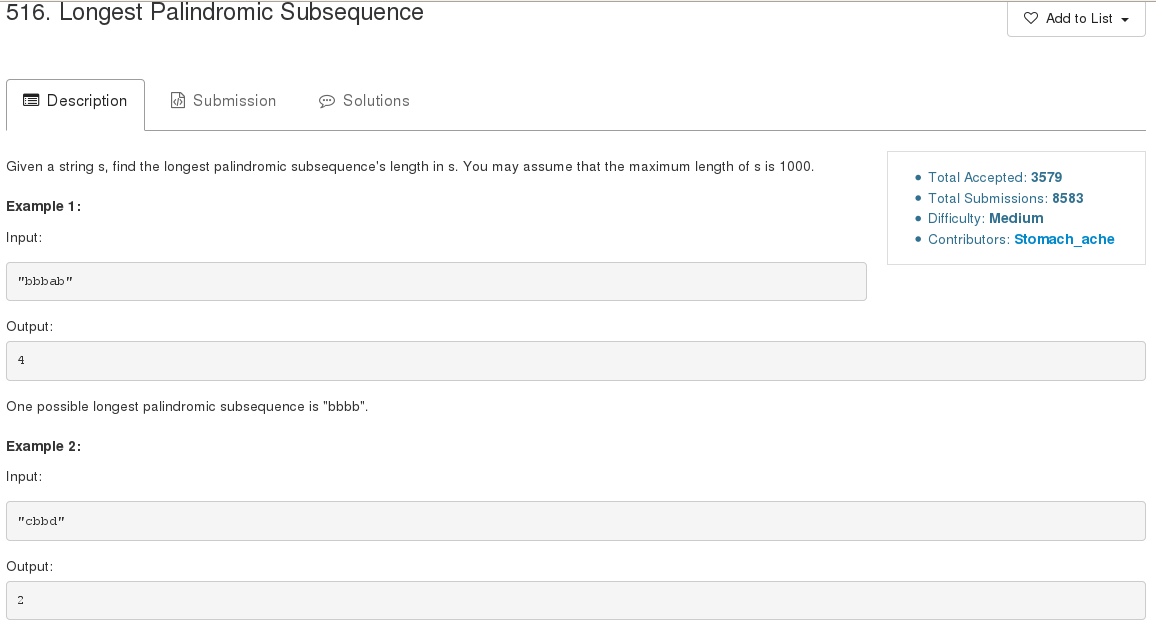 516. Longest Palindromic Subsequence
Add to List
Description
Submission
Solutions
Given a string s, find the longest palindromic subsequence's length in s. You may assume that the maximum length of s is 1000.
Total Accepted: 3579
Total Submissions: 8583
Difficulty: Medium
Contributors: Stomach_ache
Example 1:
Input:
"bbbab"
Output:
4
One possible longest palindromic subsequence is "bbbb".
Example 2:
Input:
"cbbd"
Output:
2